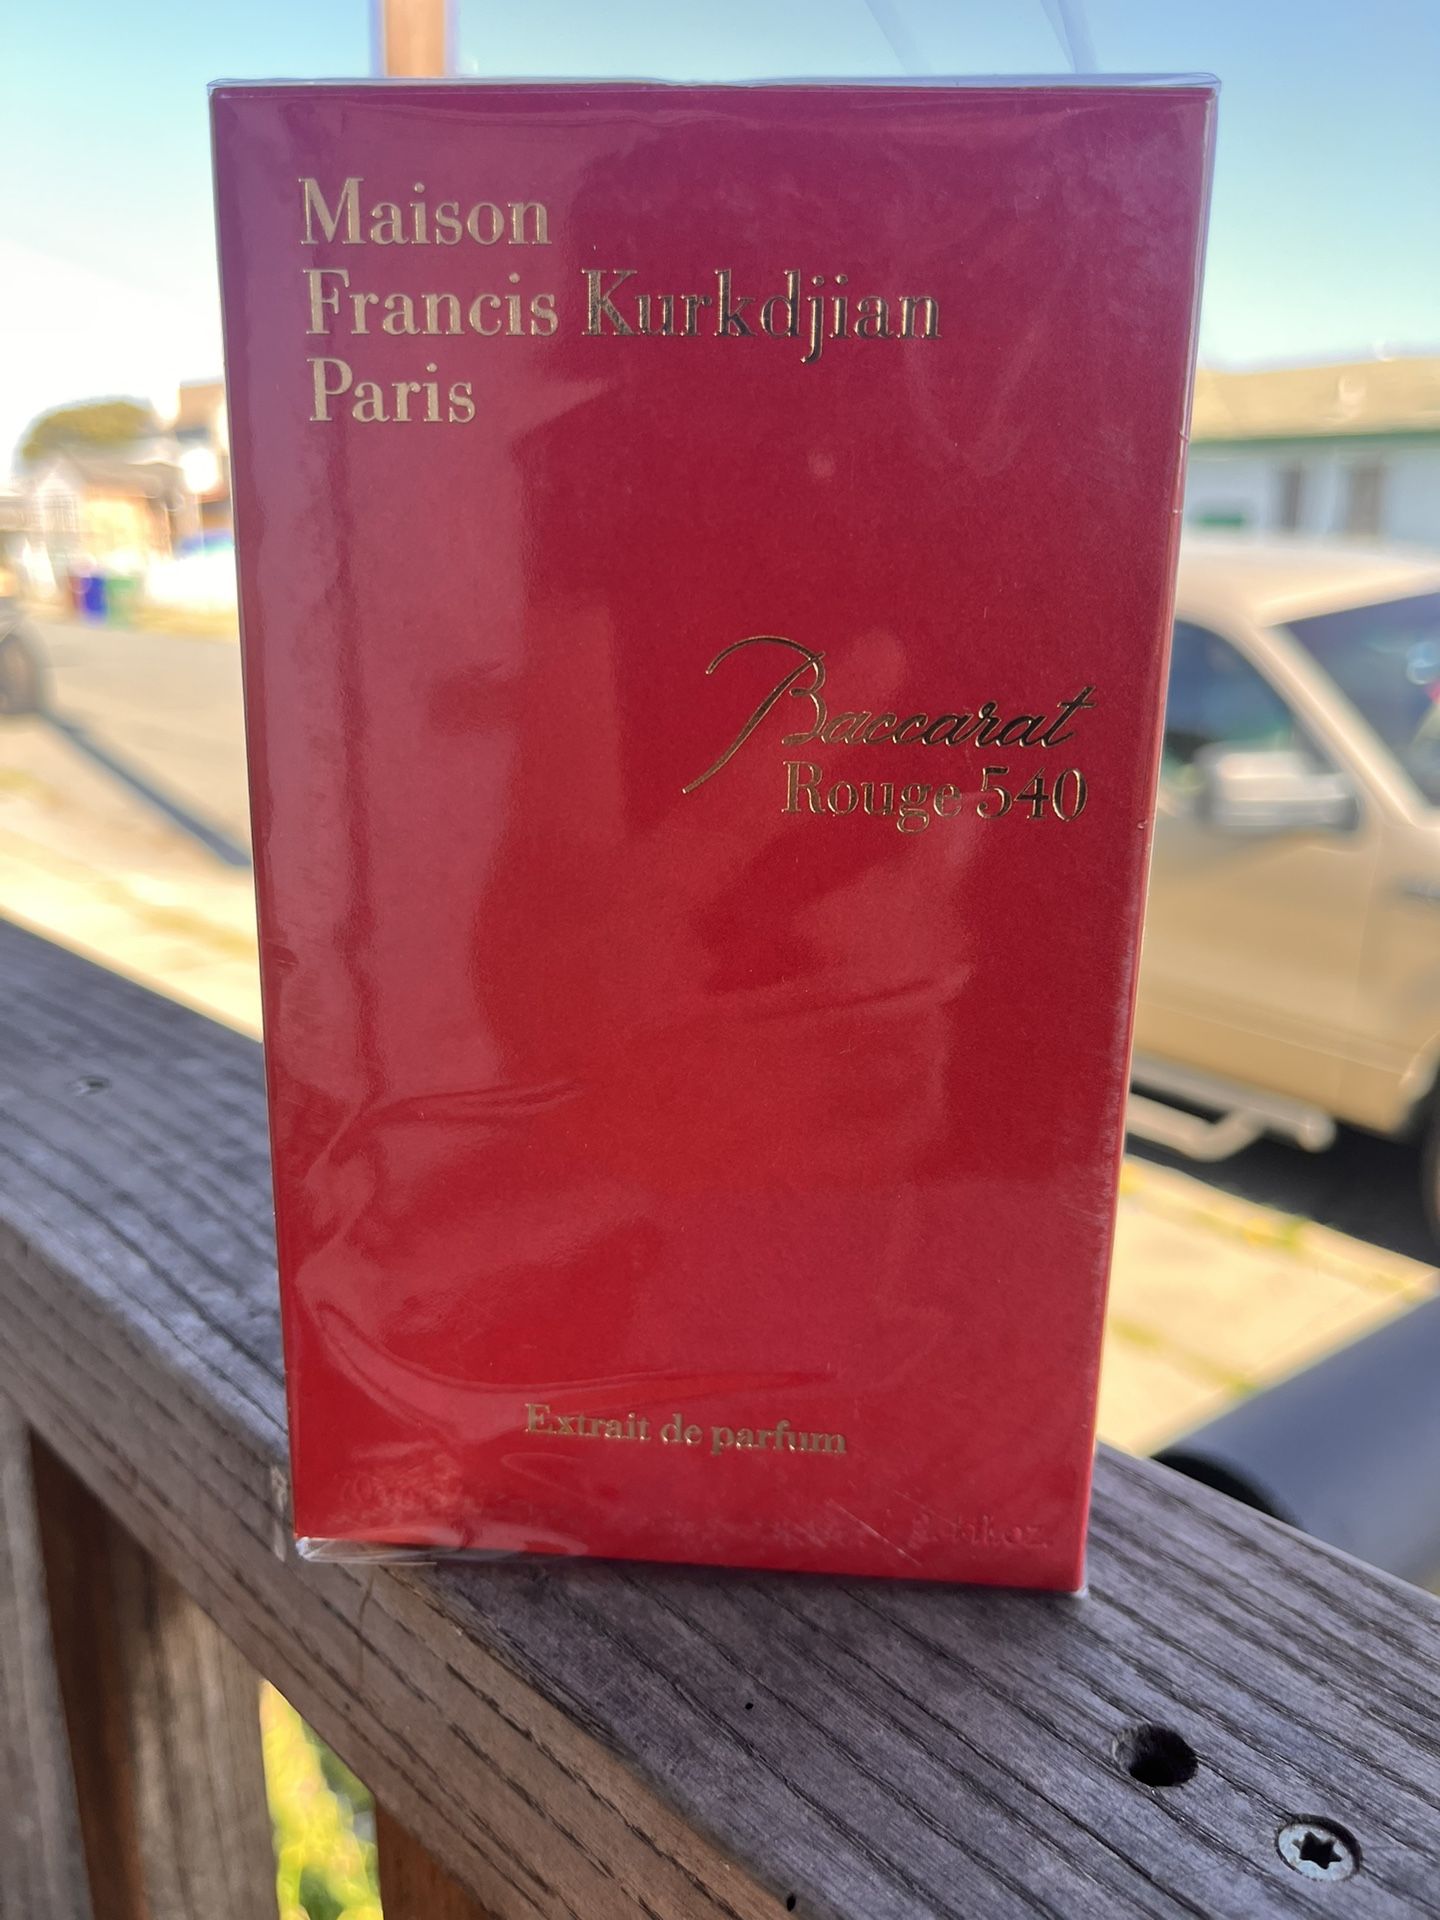 Maison
Francis Kurkdjian
Paris
Baccarat
Rouge 540
Extrait de parfum